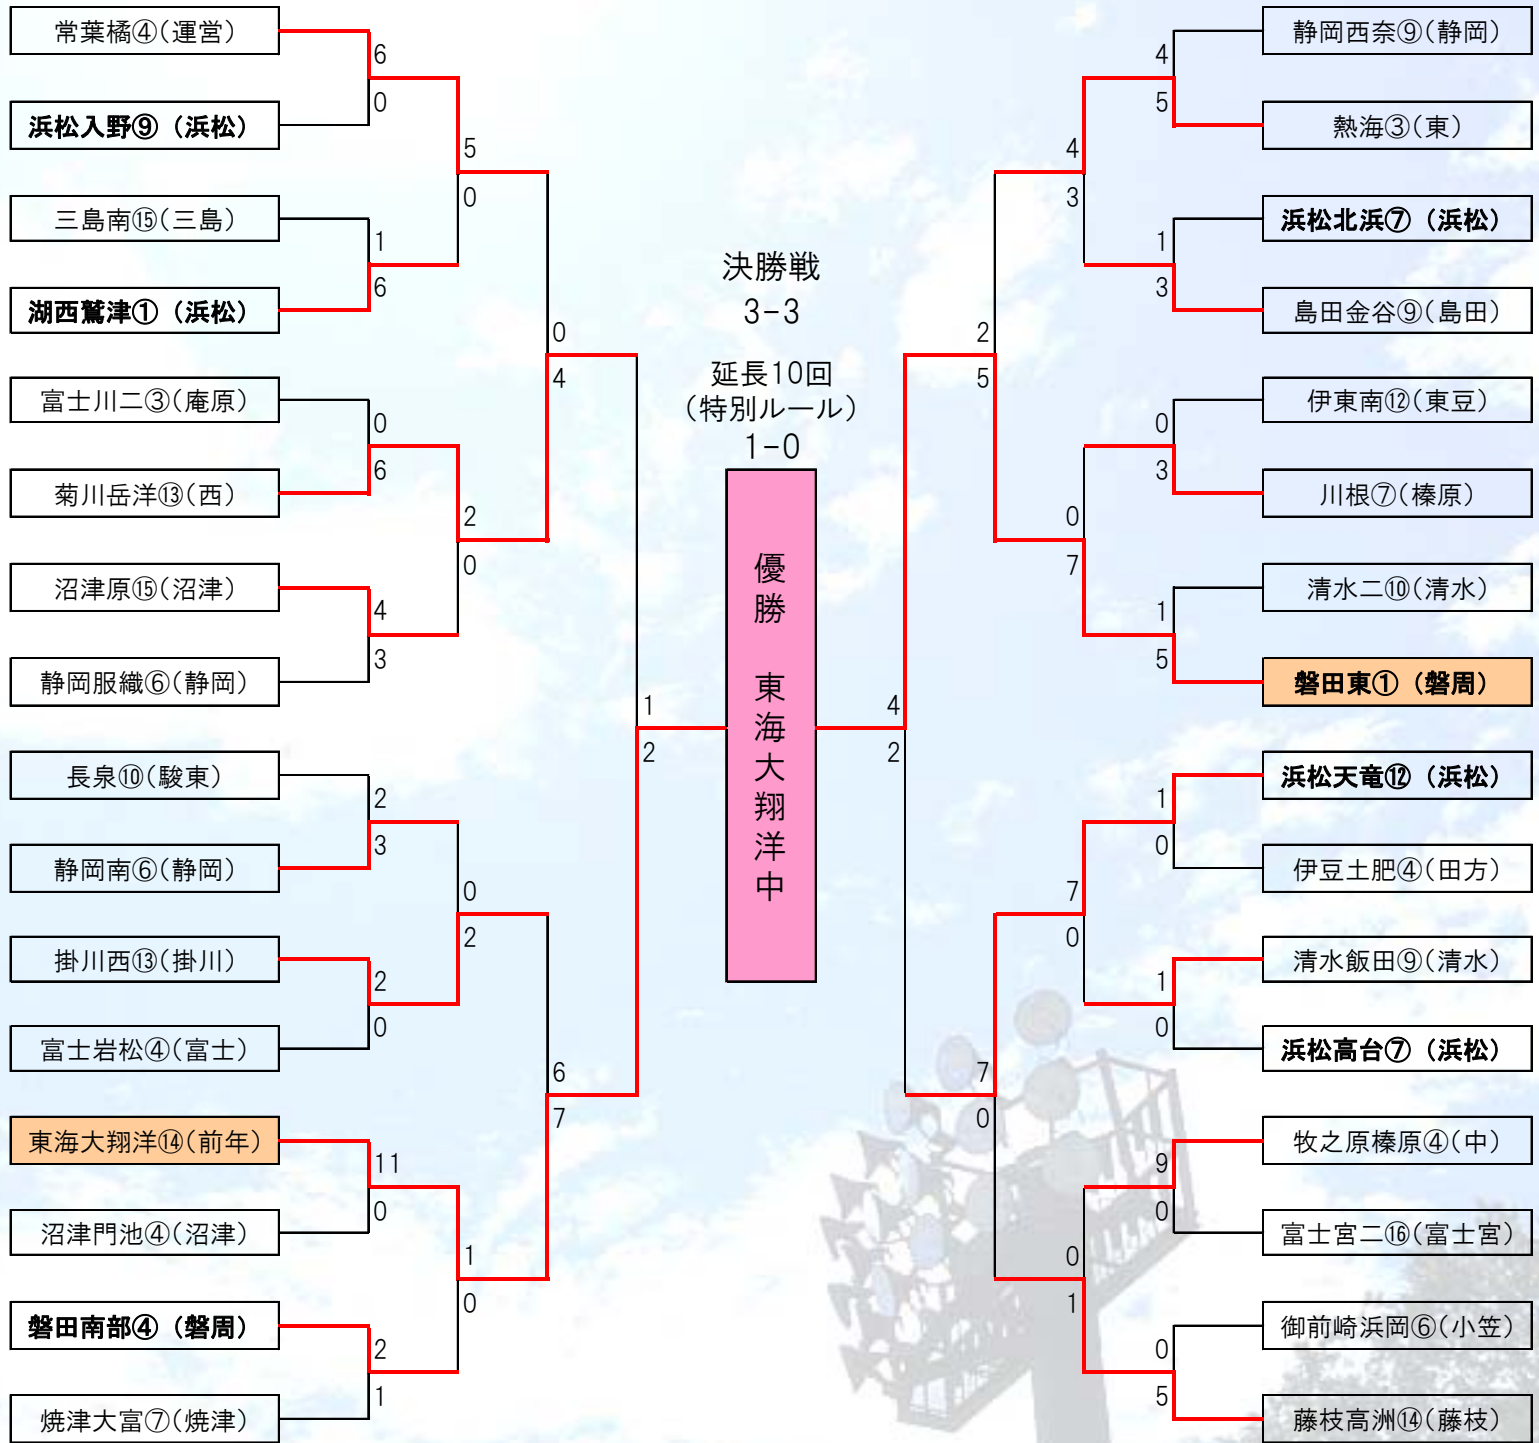 常葉橘④(運営)
6
0
浜松入野⑨(浜松)
5
0
三島南⑮(三島)
1
6
湖西鷲津①(浜松)
0
4
富士川二③(庵原)
0
6
菊川岳洋⑬(西)
2
0
沼津原⑮(沼津)
4
3
静岡服織⑥(静岡)
1
2
長泉⑩(駿東)
2
3
静岡南⑥(静岡)
0
2
掛川西⑬(掛川)
2
0
富士岩松④(富士)
6
7
東海大翔洋⑭(前年)
11
0
沼津門池④(沼津)
1
0
磐田南部④(磐周)
2
1
焼津大富⑦(焼津)
決勝戦
3-3
延長10回
(特別ルール)
1-0
優勝 東海大翔洋中
静岡西奈⑨(静岡)
4
5
熱海③(東)
4
3
浜松北浜⑦(浜松)
1
3
島田金谷⑨(島田)
2
5
伊東南⑫(東豆)
0
3
川根⑦(榛原)
0
7
清水二⑩(清水)
1
5
磐田東①(磐周)
4
2
浜松天竜⑫(浜松)
1
0
伊豆土肥④(田方)
7
0
清水飯田⑨(清水)
1
0
浜松高台⑦(浜松)
7
0
牧之原榛原④(中)
9
0
富士宮二⑯(富士宮)
0
1
御前崎浜岡⑥(小笠)
0
5
藤枝高洲⑭(藤枝)